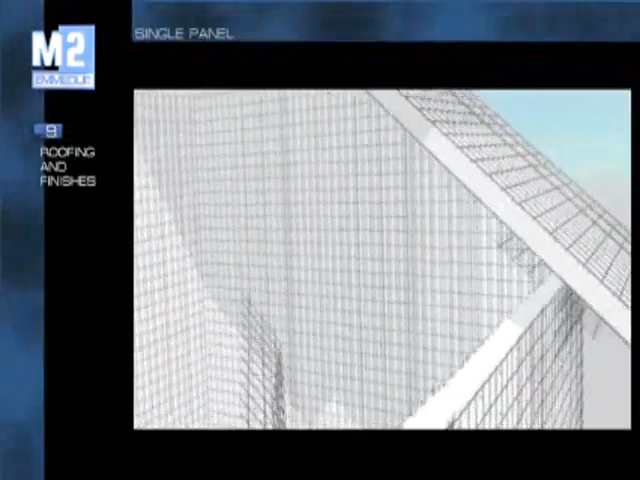 SINGLE PANEL
M2
EMMEDUE
9
ROOFING
AND
FINISHES